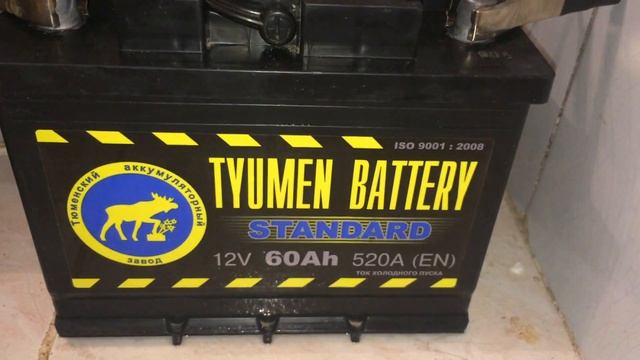 ISO 9001 : 2008
Тюменский аккумуляторный завод
TYUMEN BATTERY
STANDARD
12V 60Ah 520A (EN)
ТОК ХОЛОДНОГО ПУСКА